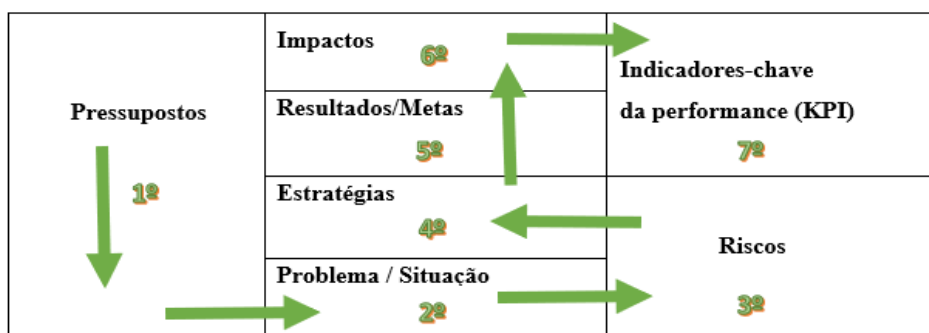 Impactos
6º
Indicadores-chave
da performance (KPI)
7º
Pressupostos
1º
Resultados/Metas
5º
Estratégias
4º
Riscos
3º
Problema / Situação
2º